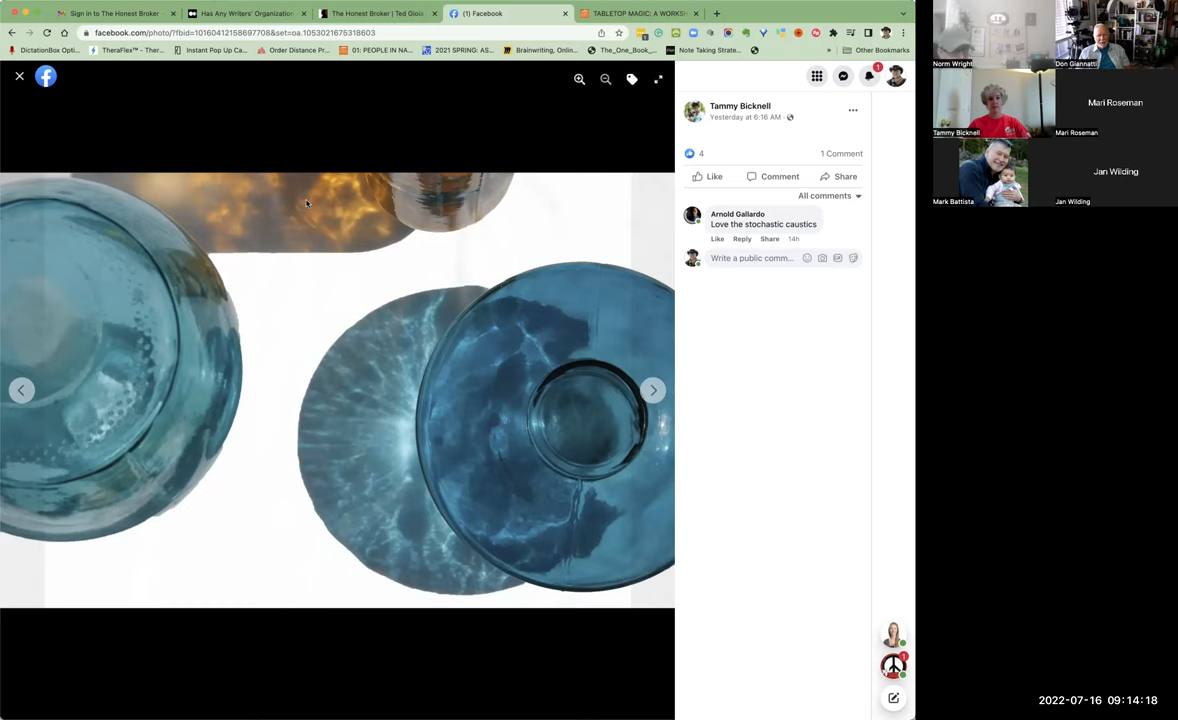 Sign in to The Honest Broker
Has Any Writers' Organization
The Honest Broker | Ted Gioia
(1) Facebook
TABLETOP MAGIC: A WORKSH
facebook.com/photo/?fbid=10160412158697708&set=oa.1053021675318603
DictationBox Opti...
TheraFlex™ - Ther...
Instant Pop Up Ca...
Order Distance Pr...
01: PEOPLE IN NA...
2021 SPRING: AS...
Brainwriting, Onlin...
The_One_Book_...
Note Taking Strate...
»
Other Bookmarks
1
Tammy Bicknell
Yesterday at 6:16 AM ·
4
1 Comment
Like
Comment
Share
All comments
Arnold Gallardo
Love the stochastic caustics
Like Reply Share 14h
Write a public comm...
GIF
1
Norm Wright
Don Giannatti
Tammy Bicknell
Mari Roseman
Mari Roseman
Mark Battista
Jan Wilding
Jan Wilding
2022-07-16 09:14:18